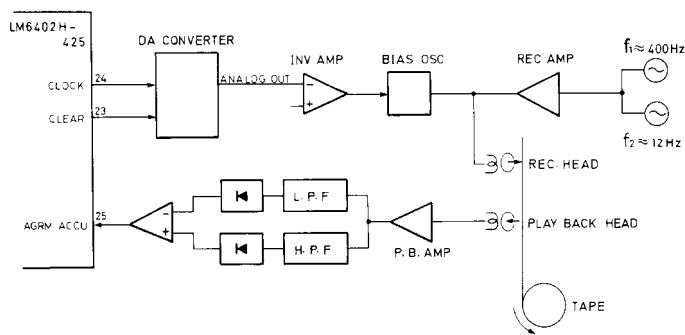 LM6402H-
425
DA CONVERTER
INV AMP
BIAS OSC
REC AMP
f₁≈400Hz
CLOCK
24
ANALOG OUT
−
+
CLEAR
23
f₂≈12Hz
REC. HEAD
AGRM ACCU
25
−
+
L.P.F
H.P.F
P.B. AMP
PLAY BACK HEAD
TAPE